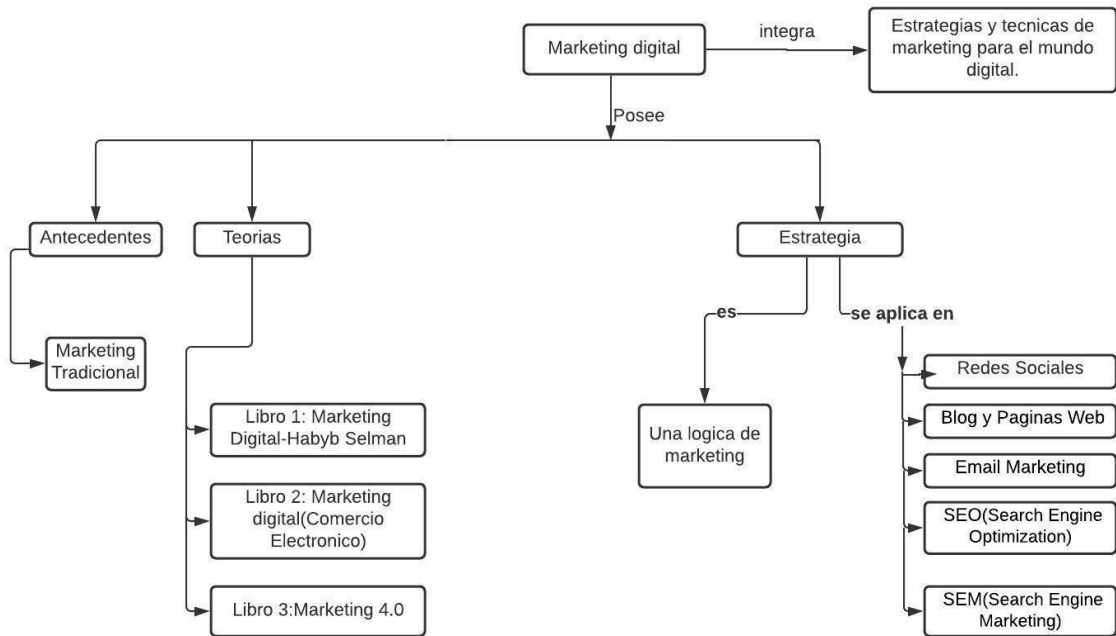 Marketing digital
integra
Estrategias y tecnicas de
marketing para el mundo
digital.
Posee
Antecedentes
Teorias
Estrategia
es
se aplica en
Marketing
Tradicional
Redes Sociales
Libro 1: Marketing
Digital-Habyb Selman
Una logica de
marketing
Blog y Paginas Web
Email Marketing
Libro 2: Marketing
digital(Comercio
Electronico)
SEO(Search Engine
Optimization)
Libro 3:Marketing 4.0
SEM(Search Engine
Marketing)